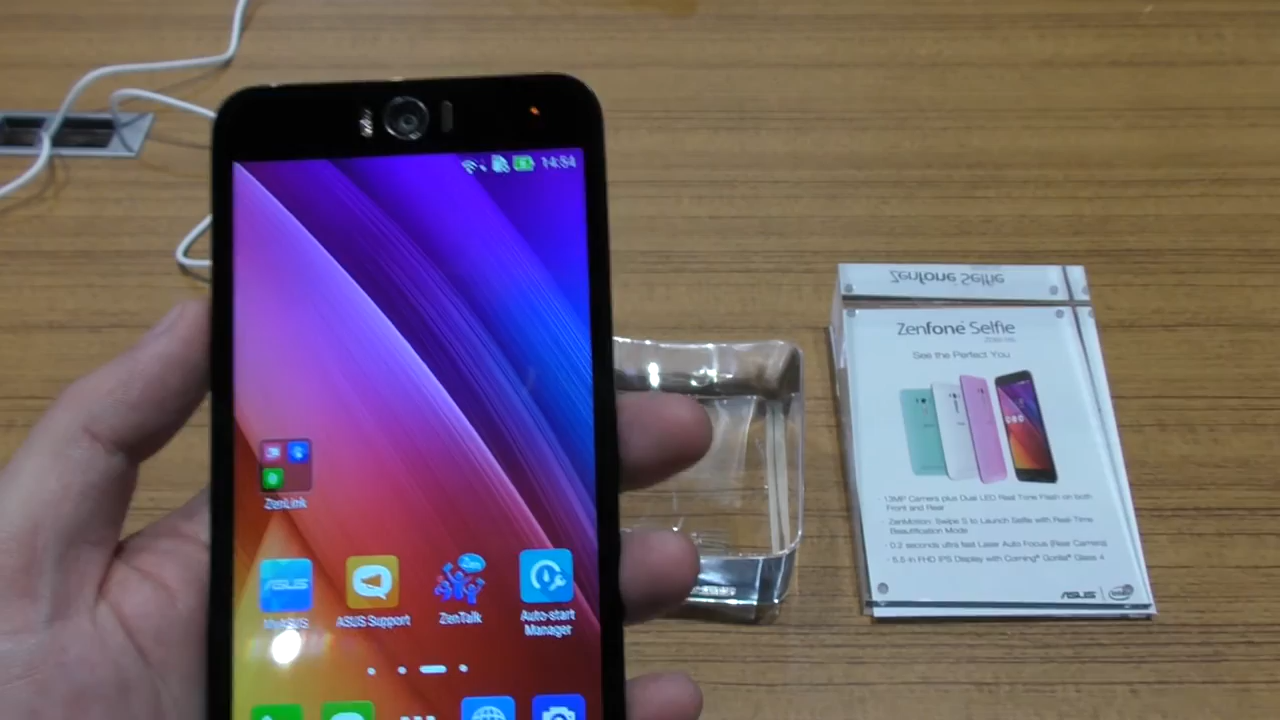 14:54
ZenLink
MyASUS
ASUS Support
ZenTalk
Auto-start
Manager
Zenfone Selfie
Zenfone Selfie
See the Perfect You
13MP Camera plus Dual LED Real Tone Flash on both
Front and Rear
ZenMotion: Swipe S to Launch Selfie with Real-Time
Beautification Mode
0.2 seconds ultra fast Laser Auto Focus (Rear Camera)
5.5 in FHD IPS Display with Corning® Gorilla® Glass 4
ASUS